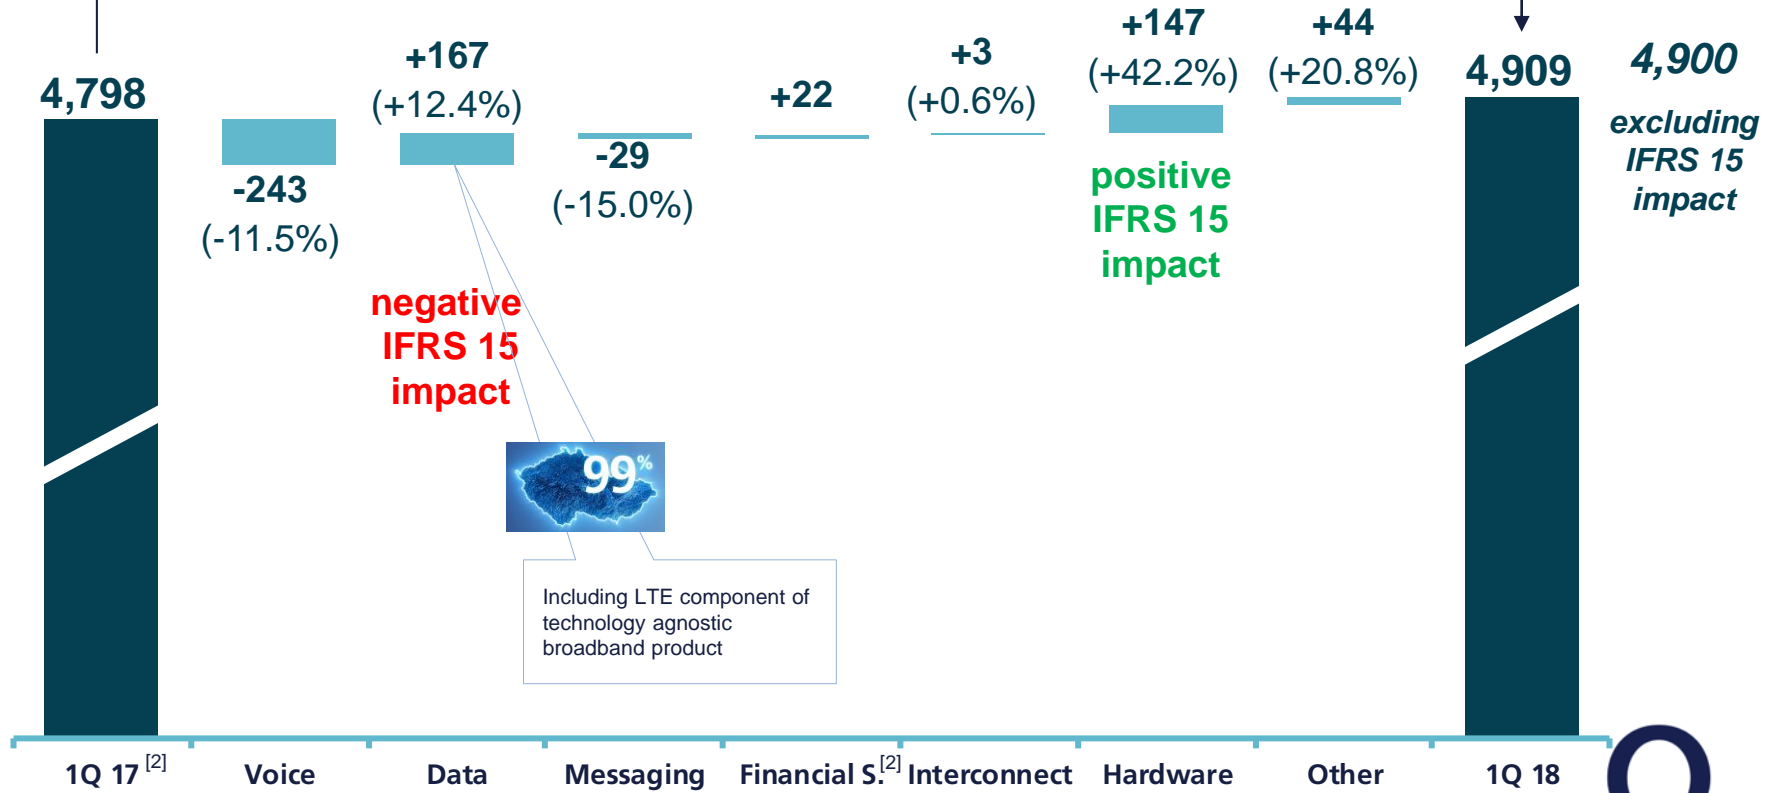 4,798
-243
(-11.5%)
+167
(+12.4%)
-29
(-15.0%)
+22
+3
(+0.6%)
+147
(+42.2%)
+44
(+20.8%)
4,909
4,900
excluding
IFRS 15
impact
positive
IFRS 15
impact
negative
IFRS 15
impact
99%
Including LTE component of
technology agnostic
broadband product
1Q 17 [2]
Voice
Data
Messaging
Financial S.[2]
Interconnect
Hardware
Other
1Q 18